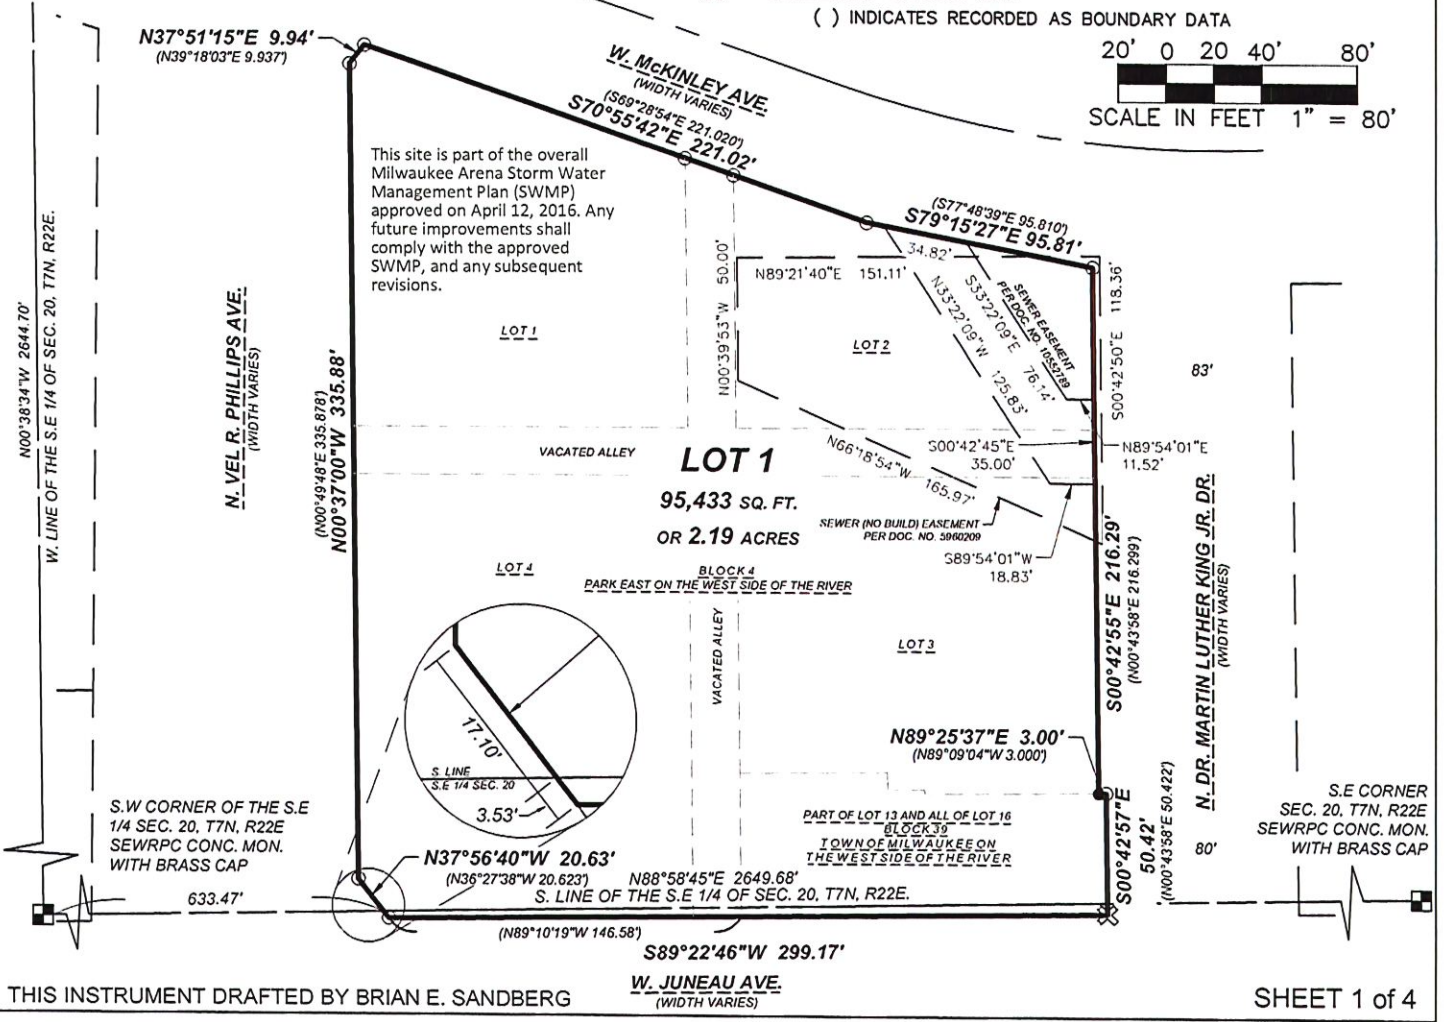 ( ) INDICATES RECORDED AS BOUNDARY DATA
20' 0 20 40' 80'
SCALE IN FEET 1" = 80'
N37°51'15"E 9.94'
(N39°18'03"E 9.937')
W. McKINLEY AVE.
(WIDTH VARIES)
(S69°28'54"E 221.020')
S70°55'42"E 221.02'
This site is part of the overall
Milwaukee Arena Storm Water
Management Plan (SWMP)
approved on April 12, 2016. Any
future improvements shall
comply with the approved
SWMP, and any subsequent
revisions.
(S77°48'39"E 95.810')
S79°15'27"E 95.81'
34.82'
N89°21'40"E 151.11'
N00°39'53"W 50.00'
N33°22'09"W 125.83'
S33°22'09"E 76.14'
SEWER EASEMENT
PER DOC. NO. 10552789
S00°42'50"E 118.36'
83'
N00°38'34"W 2644.70'
W. LINE OF THE S.E 1/4 OF SEC. 20, T7N, R22E.
N. VEL R. PHILLIPS AVE.
(WIDTH VARIES)
(N00°49'48"E 335.878')
N00°37'00"W 335.88'
LOT 1
LOT 2
VACATED ALLEY
LOT 1
95,433 SQ. FT.
OR 2.19 ACRES
N66°18'54"W 165.97'
S00°42'45"E
35.00'
N89°54'01"E
11.52'
SEWER (NO BUILD) EASEMENT
PER DOC. NO. 5960209
S89°54'01"W
18.83'
LOT 4
BLOCK 4
PARK EAST ON THE WEST SIDE OF THE RIVER
VACATED ALLEY
LOT 3
S00°42'55"E 216.29'
(N00°43'58"E 216.299')
N. DR. MARTIN LUTHER KING JR. DR.
(WIDTH VARIES)
17.10'
S. LINE
S.E 1/4 SEC. 20
3.53'
N89°25'37"E 3.00'
(N89°09'04"W 3.000')
S.W CORNER OF THE S.E
1/4 SEC. 20, T7N, R22E
SEWRPC CONC. MON.
WITH BRASS CAP
PART OF LOT 13 AND ALL OF LOT 16
BLOCK 39
TOWN OF MILWAUKEE ON
THE WEST SIDE OF THE RIVER
S00°42'57"E
50.42'
(N00°43'58"E 50.422')
80'
S.E CORNER
SEC. 20, T7N, R22E
SEWRPC CONC. MON.
WITH BRASS CAP
N37°56'40"W 20.63'
(N36°27'38"W 20.623')
N88°58'45"E 2649.68'
S. LINE OF THE S.E 1/4 OF SEC. 20, T7N, R22E.
633.47'
(N89°10'19"W 146.58')
S89°22'46"W 299.17'
W. JUNEAU AVE.
(WIDTH VARIES)
THIS INSTRUMENT DRAFTED BY BRIAN E. SANDBERG
SHEET 1 of 4